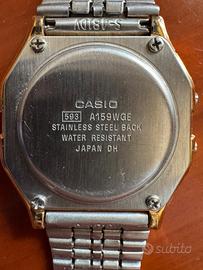 CASIO
593 A159WGE
STAINLESS STEEL BACK
WATER RESISTANT
JAPAN DH
subito